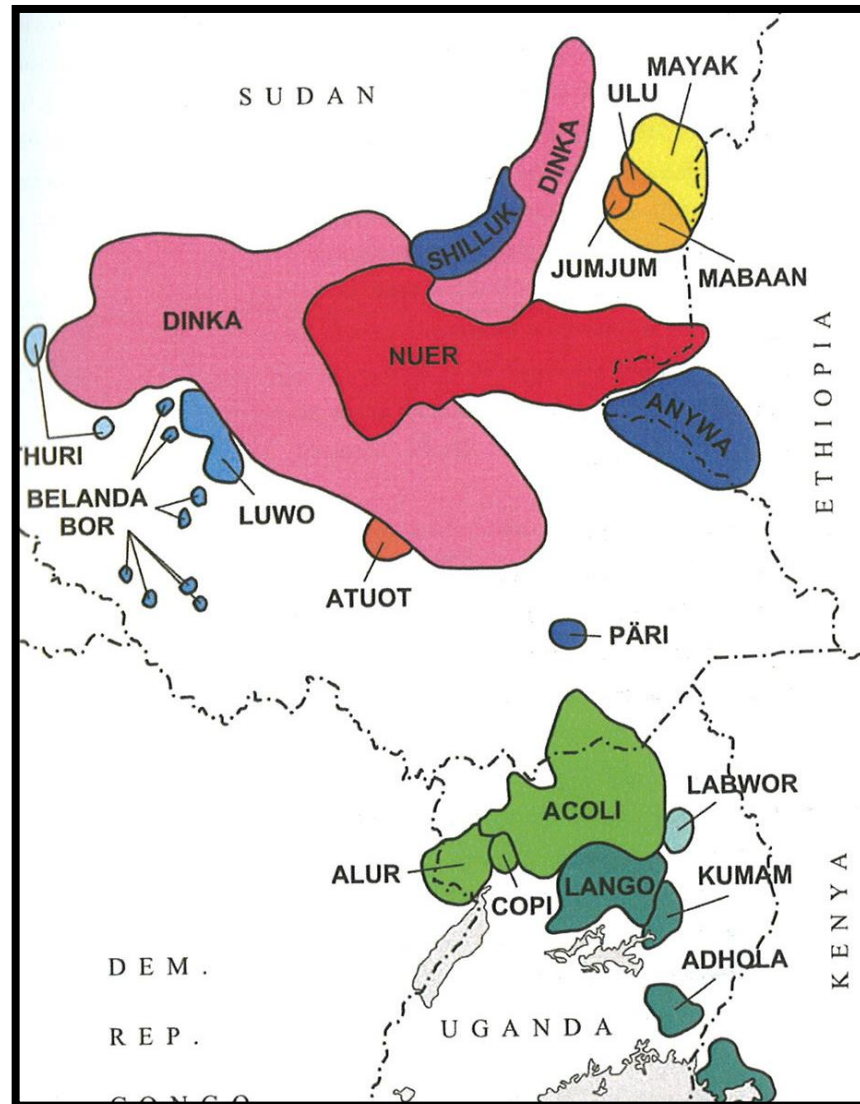 SUDAN
MAYAK
ULU
DINKA
SHILLUK
JUMJUM
MABAAN
DINKA
NUER
ETHIOPIA
ANYWA
THURI
BELANDA
BOR
LUWO
ATUOT
PÄRI
LABWOR
ACOLI
ALUR
COPI
LANGO
KUMAM
KENYA
ADHOLA
DEM.
REP.
UGANDA
CONGO